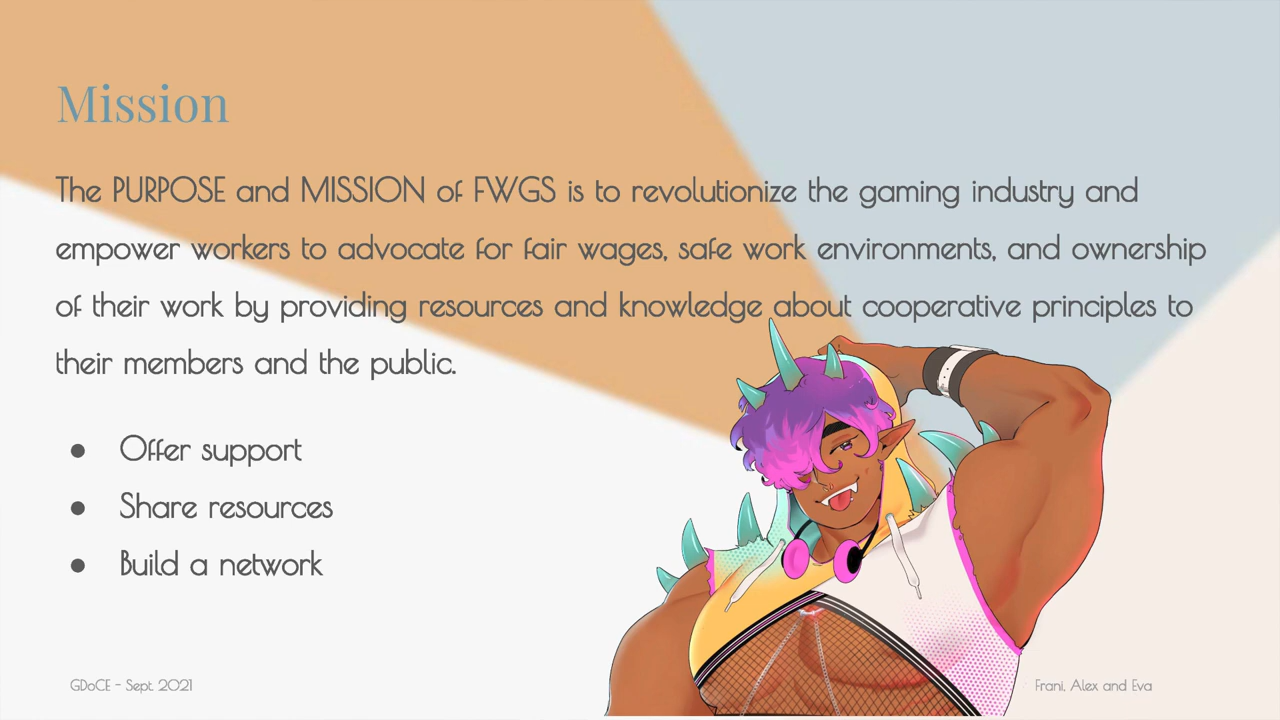 Mission
The PURPOSE and MISSION of FWGS is to revolutionize the gaming industry and
empower workers to advocate for fair wages, safe work environments, and ownership
of their work by providing resources and knowledge about cooperative principles to
their members and the public.
● Offer support
● Share resources
● Build a network
GDoCE - Sept. 2021
Frani, Alex and Eva